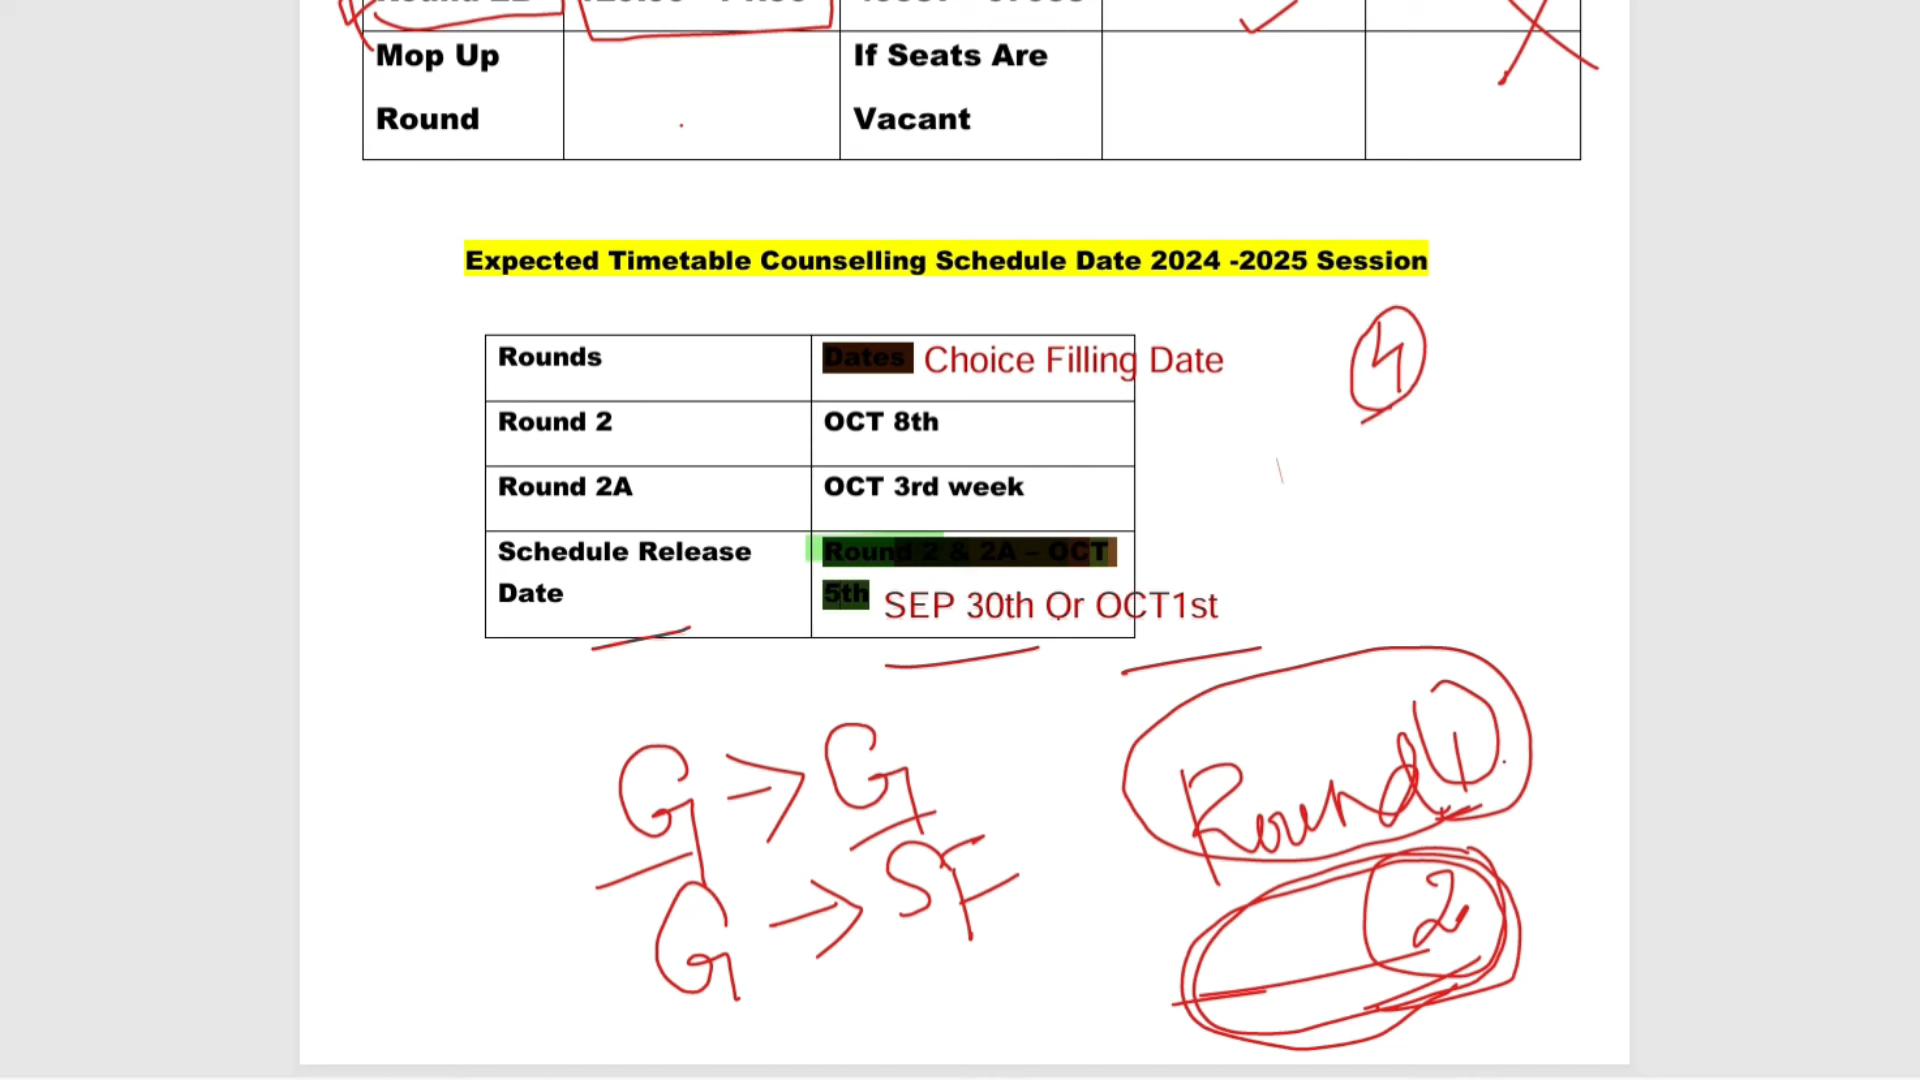 Mop Up
Round
If Seats Are
Vacant
Expected Timetable Counselling Schedule Date 2024 -2025 Session
Rounds
Dates Choice Filling Date
Round 2
OCT 8th
Round 2A
OCT 3rd week
Schedule Release
Date
Round 2 & 2A – OCT
5th SEP 30th Or OCT1st
4
G → G
G → SF
Round 1
2